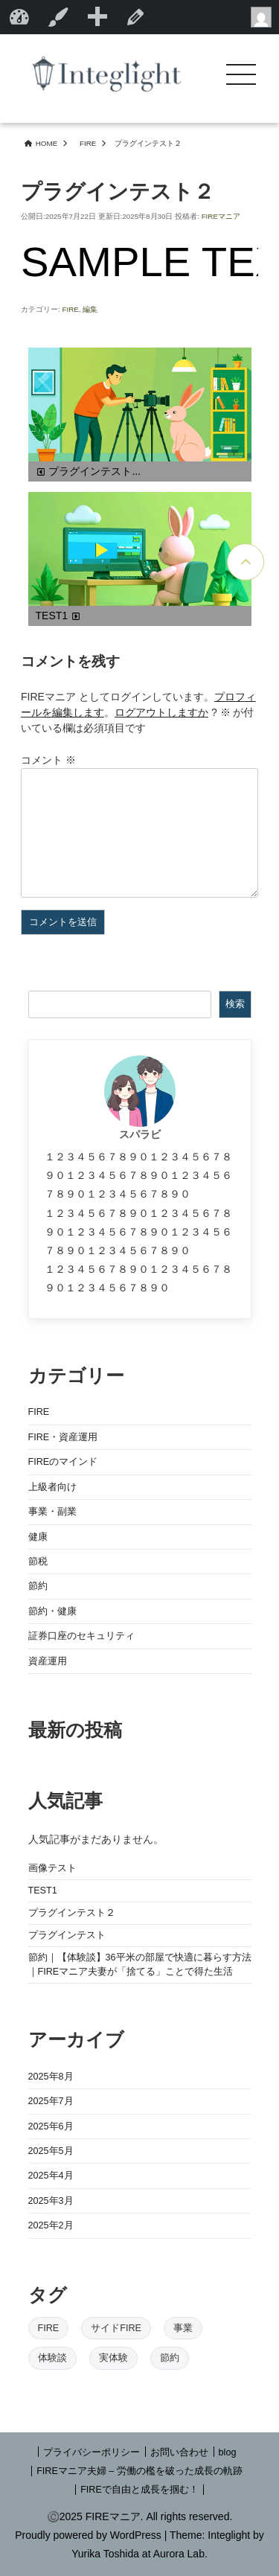 Integlight
HOME > FIRE > プラグインテスト２
プラグインテスト２
公開日:2025年7月22日 更新日:2025年8月30日 投稿者: FIREマニア
SAMPLE TEX
カテゴリー: FIRE, 編集
プラグインテスト...
TEST1
コメントを残す
FIREマニア としてログインしています。プロフィ
ールを編集します。ログアウトしますか ? ※ が付
いている欄は必須項目です
コメント ※
コメントを送信
検索
スパラビ
１２３４５６７８９０１２３４５６７８
９０１２３４５６７８９０１２３４５６
７８９０１２３４５６７８９０
１２３４５６７８９０１２３４５６７８
９０１２３４５６７８９０１２３４５６
７８９０１２３４５６７８９０
１２３４５６７８９０１２３４５６７８
９０１２３４５６７８９０
カテゴリー
FIRE
FIRE・資産運用
FIREのマインド
上級者向け
事業・副業
健康
節税
節約
節約・健康
証券口座のセキュリティ
資産運用
最新の投稿
人気記事
人気記事がまだありません。
画像テスト
TEST1
プラグインテスト２
プラグインテスト
節約｜【体験談】36平米の部屋で快適に暮らす方法
｜FIREマニア夫妻が「捨てる」ことで得た生活
アーカイブ
2025年8月
2025年7月
2025年6月
2025年5月
2025年4月
2025年3月
2025年2月
タグ
FIRE サイドFIRE 事業
体験談 実体験 節約
| プライバシーポリシー | お問い合わせ | blog
| FIREマニア夫婦 – 労働の檻を破った成長の軌跡
| FIREで自由と成長を掴む！ |
©2025 FIREマニア. All rights reserved.
Proudly powered by WordPress | Theme: Integlight by
Yurika Toshida at Aurora Lab.